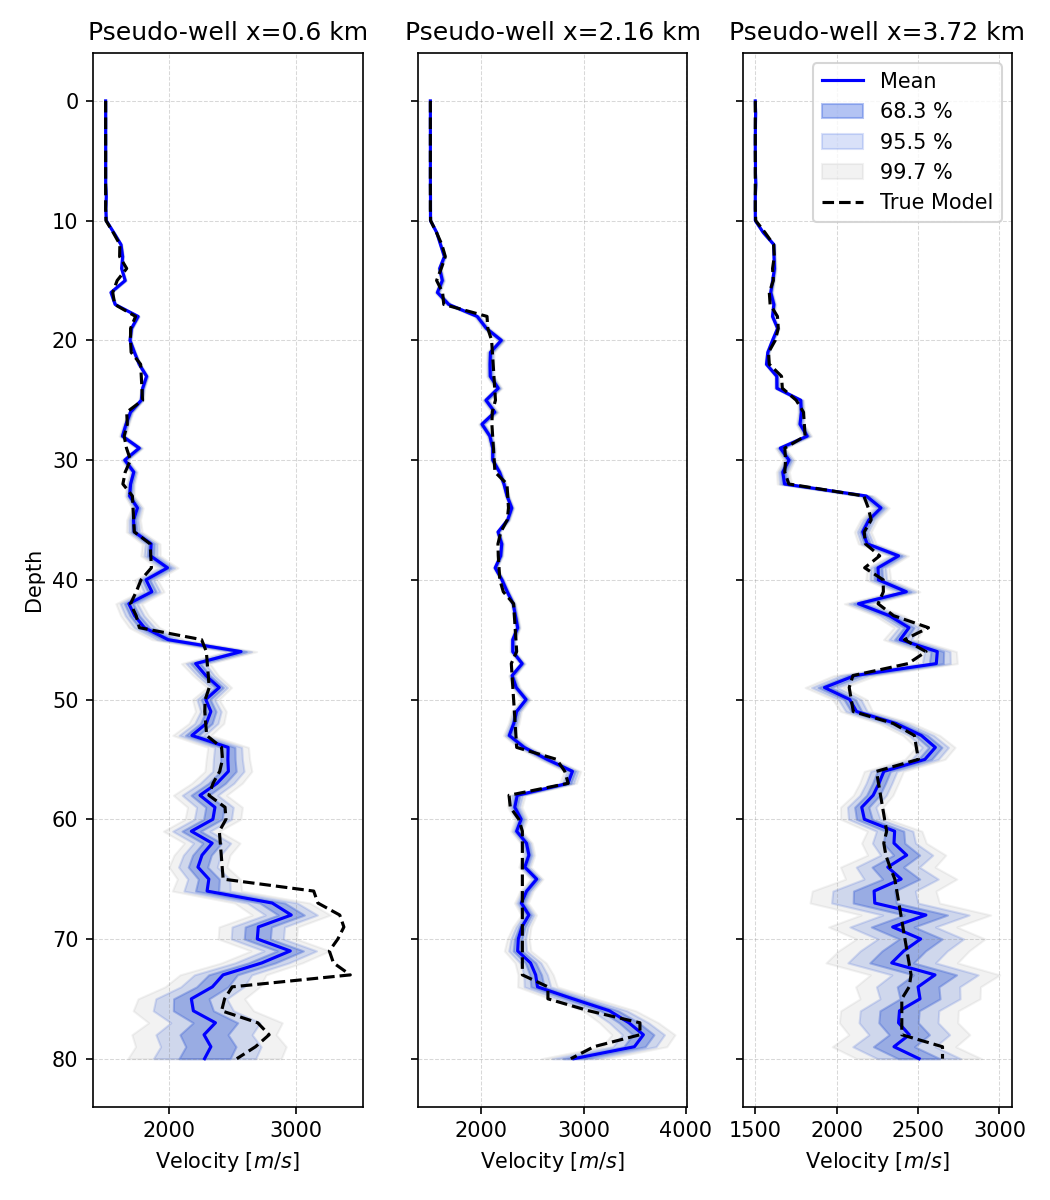 Pseudo-well x=0.6 km
Pseudo-well x=2.16 km
Pseudo-well x=3.72 km
Mean
68.3 %
95.5 %
99.7 %
True Model
Depth
0
10
20
30
40
50
60
70
80
2000 3000
2000 3000 4000
1500 2000 2500 3000
Velocity [m/s]
Velocity [m/s]
Velocity [m/s]